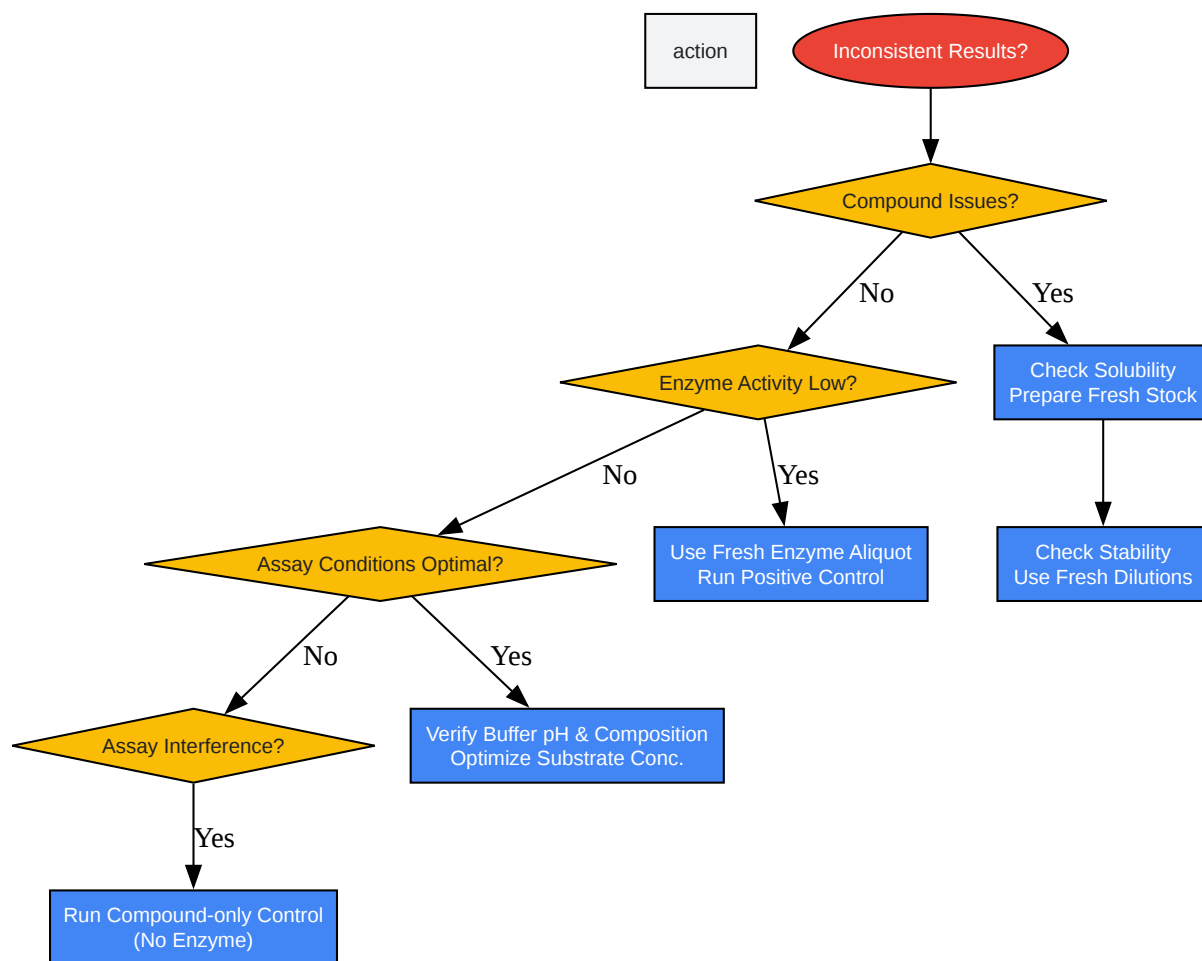 action
Inconsistent Results?
Compound Issues?
No
Yes
Enzyme Activity Low?
Check Solubility
Prepare Fresh Stock
No
Yes
Assay Conditions Optimal?
Use Fresh Enzyme Aliquot
Run Positive Control
Check Stability
Use Fresh Dilutions
No
Yes
Assay Interference?
Verify Buffer pH & Composition
Optimize Substrate Conc.
Yes
Run Compound-only Control
(No Enzyme)